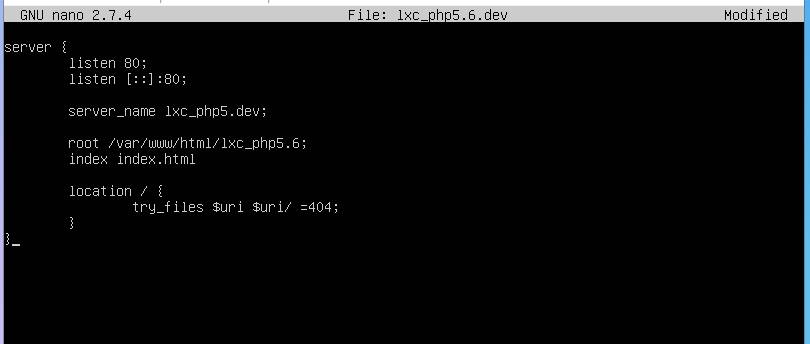 GNU nano 2.7.4 File: lxc_php5.6.dev Modified
server {
listen 80;
listen [::]:80;
server_name lxc_php5.dev;
root /var/www/html/lxc_php5.6;
index index.html
location / {
try_files $uri $uri/ =404;
}
}_